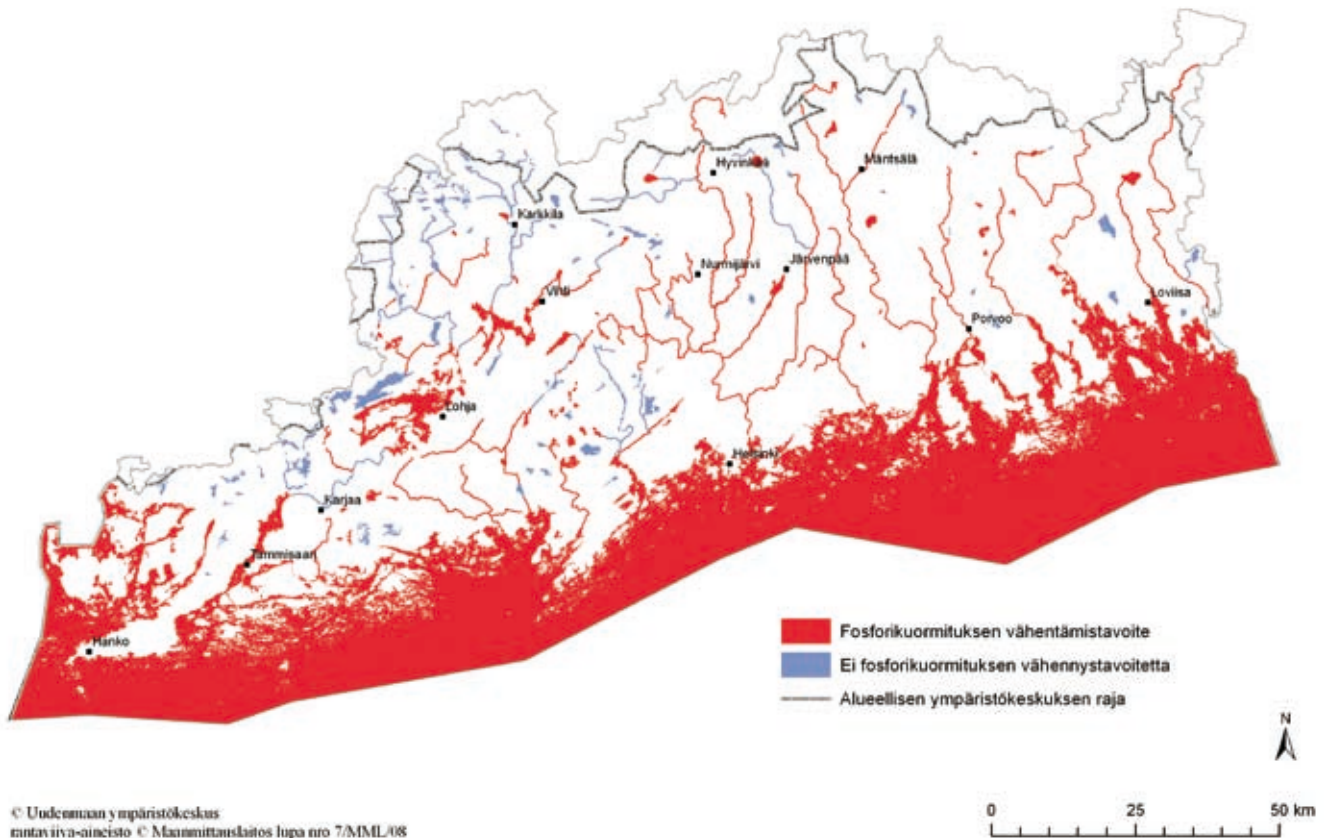 Hyvinkää
Mäntsälä
Karkkila
Nurmijärvi
Järvenpää
Vihti
Loviisa
Porvoo
Lohja
Helsinki
Karjaa
Tammisaari
Hanko
Fosforikuormituksen vähentämistavoite
Ei fosforikuormituksen vähennystavoitetta
Alueellisen ympäristökeskuksen raja
N
© Uudenmaan ympäristökeskus
rantaviiva-aineisto © Maanmittauslaitos lupa nro 7/MML/08
0 25 50 km